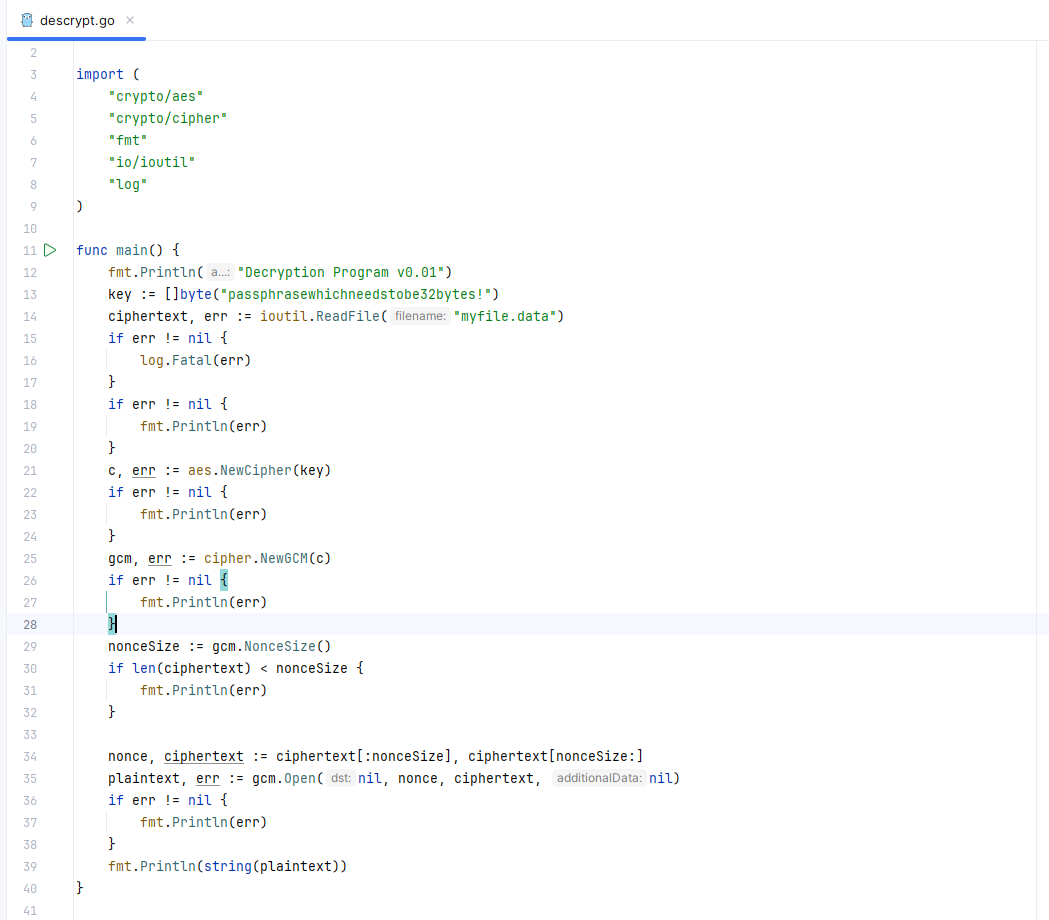 descrypt.go ×
2
3 import (
4 "crypto/aes"
5 "crypto/cipher"
6 "fmt"
7 "io/ioutil"
8 "log"
9 )
10
11 func main() {
12 fmt.Println( a...: "Decryption Program v0.01")
13 key := []byte("passphrasewhichneedstobe32bytes!")
14 ciphertext, err := ioutil.ReadFile( filename: "myfile.data")
15 if err != nil {
16 log.Fatal(err)
17 }
18 if err != nil {
19 fmt.Println(err)
20 }
21 c, err := aes.NewCipher(key)
22 if err != nil {
23 fmt.Println(err)
24 }
25 gcm, err := cipher.NewGCM(c)
26 if err != nil {
27 fmt.Println(err)
28 }
29 nonceSize := gcm.NonceSize()
30 if len(ciphertext) < nonceSize {
31 fmt.Println(err)
32 }
33
34 nonce, ciphertext := ciphertext[:nonceSize], ciphertext[nonceSize:]
35 plaintext, err := gcm.Open( dst: nil, nonce, ciphertext, additionalData: nil)
36 if err != nil {
37 fmt.Println(err)
38 }
39 fmt.Println(string(plaintext))
40 }
41